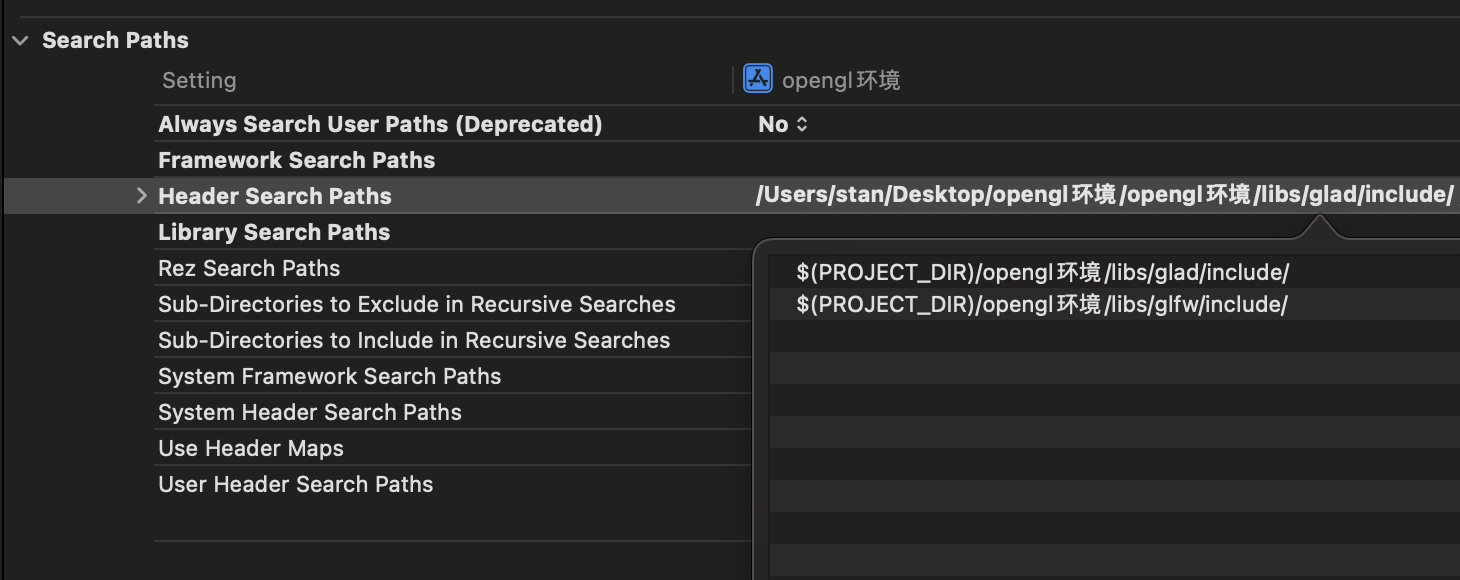 Search Paths
Setting opengl环境
Always Search User Paths (Deprecated) No
Framework Search Paths
Header Search Paths /Users/stan/Desktop/opengl环境/opengl环境/libs/glad/include/
Library Search Paths
$(PROJECT_DIR)/opengl环境/libs/glad/include/
$(PROJECT_DIR)/opengl环境/libs/glfw/include/
Rez Search Paths
Sub-Directories to Exclude in Recursive Searches
Sub-Directories to Include in Recursive Searches
System Framework Search Paths
System Header Search Paths
Use Header Maps
User Header Search Paths